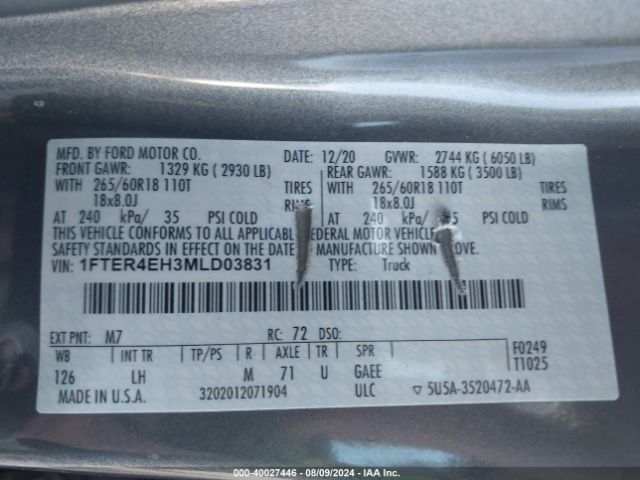 MFD. BY FORD MOTOR CO. DATE: 12/20 GVWR: 2744 KG ( 6050 LB)
FRONT GAWR: 1329 KG ( 2930 LB) REAR GAWR: 1588 KG ( 3500 LB)
WITH 265/60R18 110T TIRES WITH 265/60R18 110T TIRES
18x8.0J RIMS 18x8.0J RIMS
AT 240 kPa/ 35 PSI COLD AT 240 kPa/ PSI COLD
THIS VEHICLE CONFORMS TO ALL APPLICABLE FEDERAL MOTOR VEHICLE
SAFETY STANDARDS IN EFFECT ON THE DATE OF MANUFACTURE SHOWN
VIN: 1FTER4EH3MLD03831 TYPE: Truck
EXT PNT: M7 RC: 72 DSO:
WB INT TR TP/PS R AXLE TR SPR F0249
126 LH M 71 U GAEE T1025
MADE IN U.S.A. 3202012071904 ULC ▽ 5U5A-3520472-AA
000-40027446 - 08/09/2024 - IAA Inc.